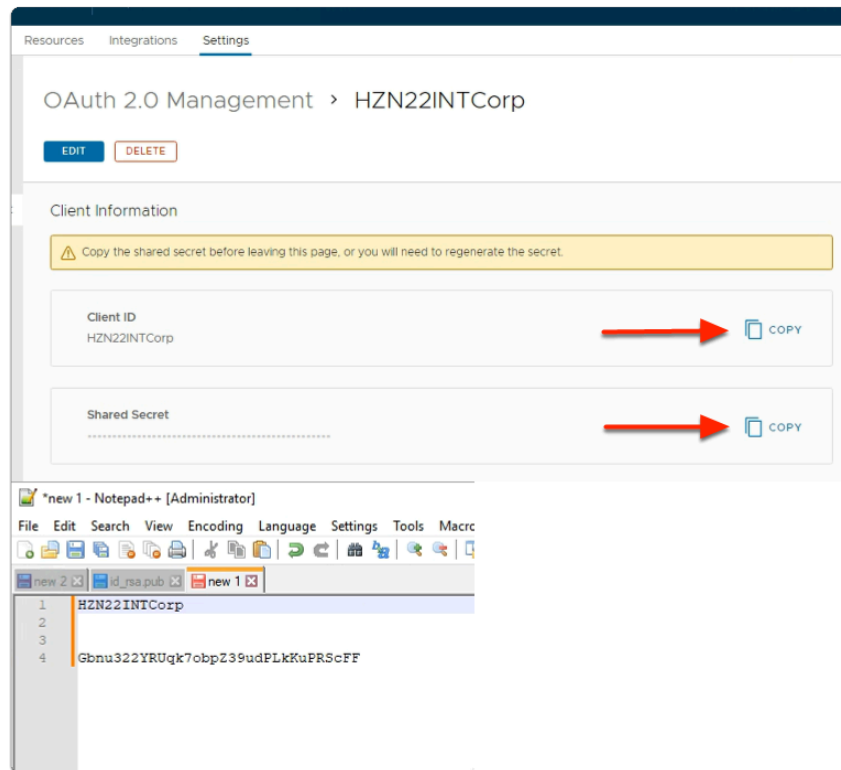 Resources Integrations Settings
OAuth 2.0 Management > HZN22INTCorp
EDIT DELETE
Client Information
Copy the shared secret before leaving this page, or you will need to regenerate the secret.
Client ID
HZN22INTCorp
COPY
Shared Secret
COPY
*new 1 - Notepad++ [Administrator]
File Edit Search View Encoding Language Settings Tools Macro
new 2 id_rsa.pub new 1
1 HZN22INTCorp
2
3
4 Gbnu322YRUqk7obpZ39udPLkKuPRScFF